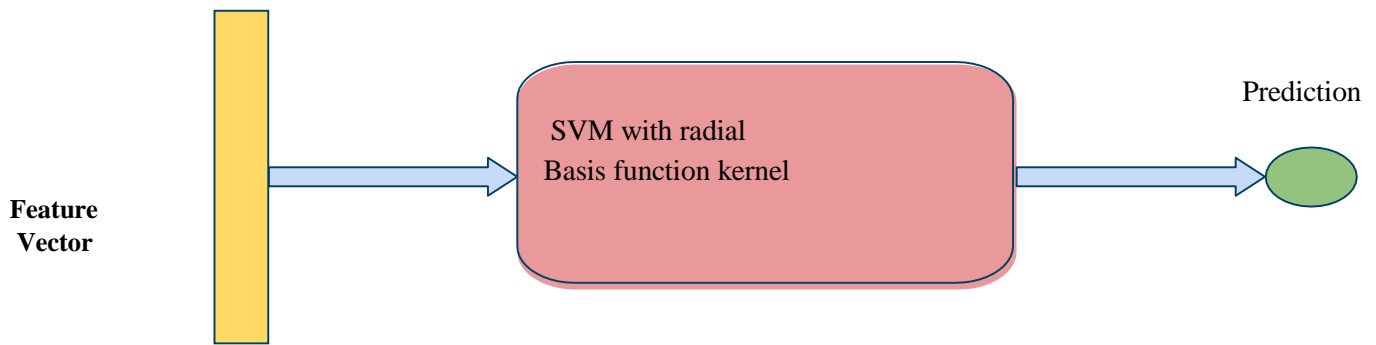 Feature
Vector
SVM with radial
Basis function kernel
Prediction